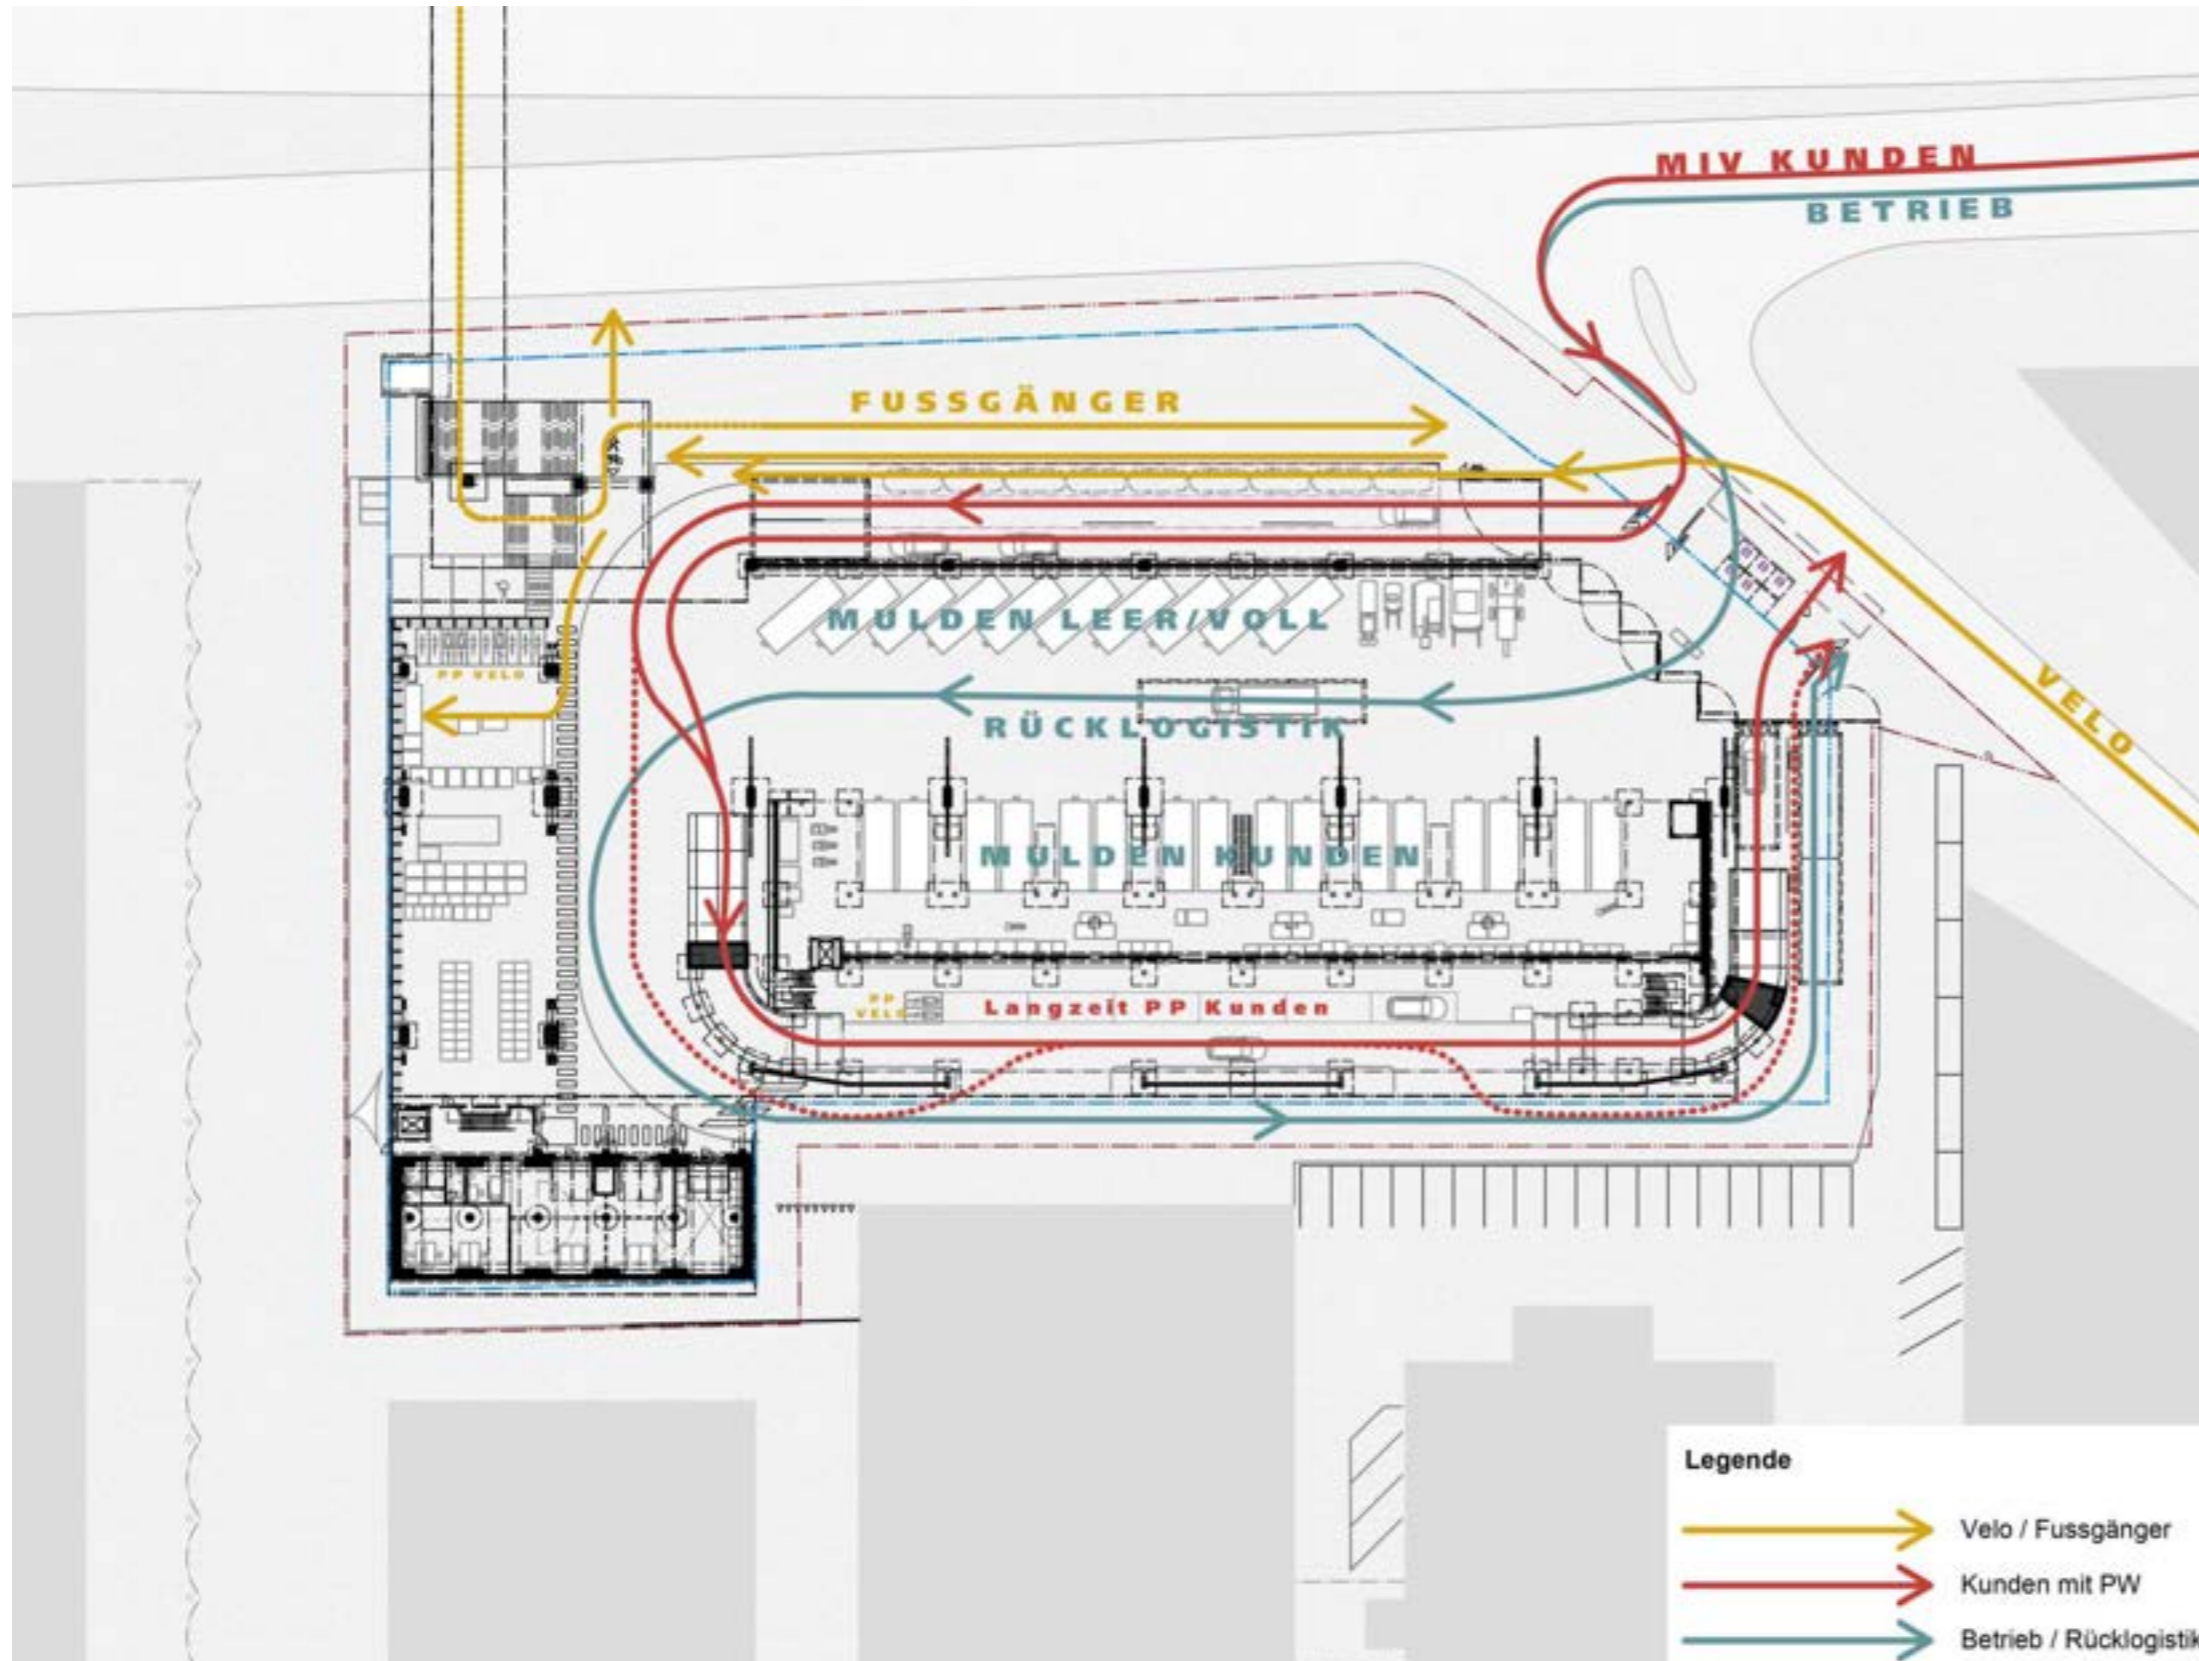 MIV KUNDEN
BETRIEB
FUSSGÄNGER
MULDEN LEER/VOLL
PP VELO
VELO
RÜCKLOGISTIK
MULDEN KUNDEN
PP
VELO
Langzeit PP Kunden
Legende
Velo / Fussgänger
Kunden mit PW
Betrieb / Rücklogistik